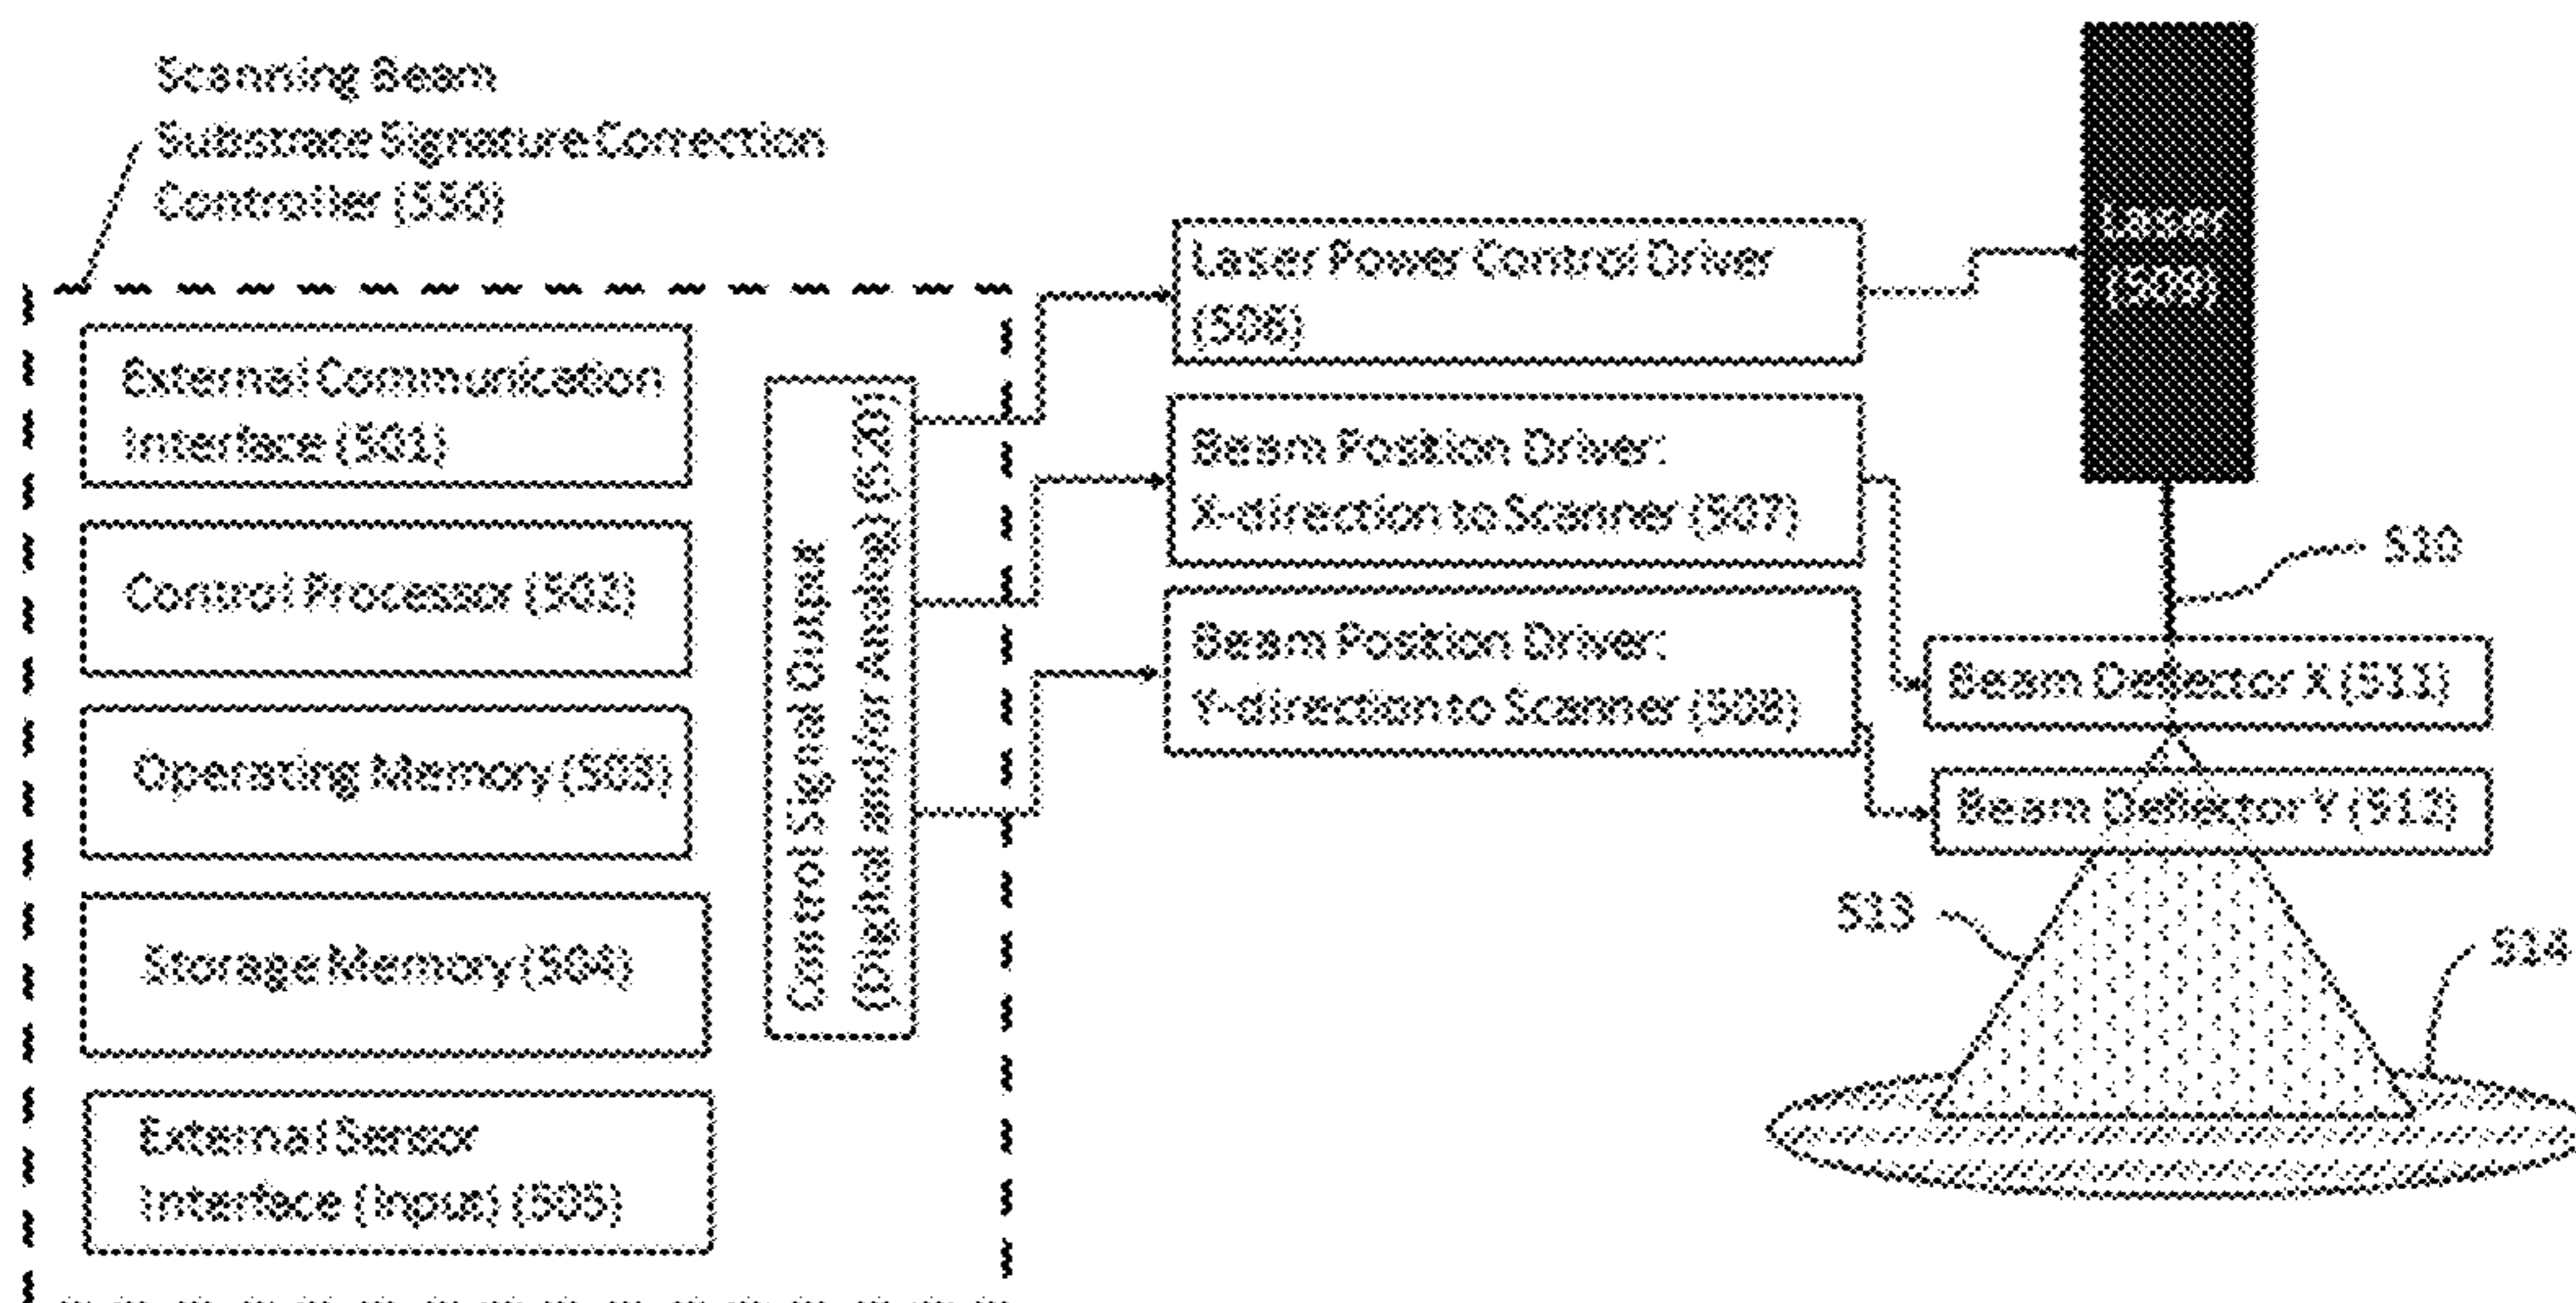 Scanning Beam
Substrate Signature Correction
Controller (550)
External Communication
Interface (501)
Control Processor (502)
Operating Memory (503)
Storage Memory (504)
External Sensor
Interface (Input) (505)
Control Signal Output
(Digital and/or Analog) (520)
Laser Power Control Driver
(506)
Beam Position Driver:
X-direction to Scanner (507)
Beam Position Driver:
Y-direction to Scanner (508)
Laser
(509)
510
Beam Deflector X (511)
Beam Deflector Y (512)
513
514